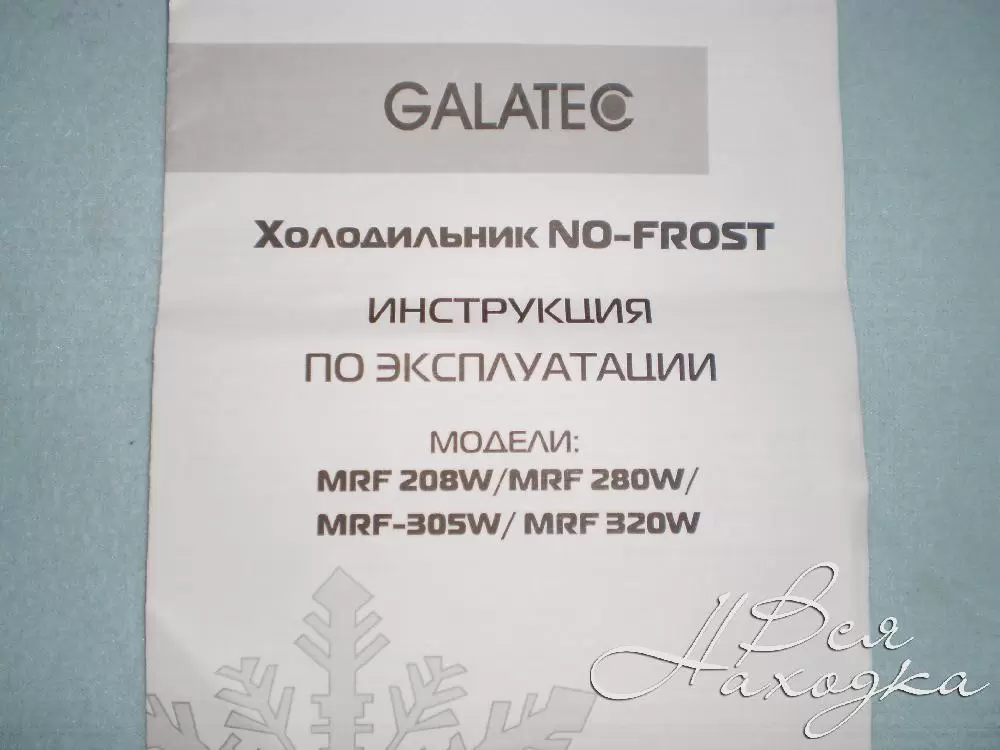 GALATEC
Холодильник NO-FROST
ИНСТРУКЦИЯ
ПО ЭКСПЛУАТАЦИИ
МОДЕЛИ:
MRF 208W/MRF 280W/
MRF-305W/ MRF 320W
Вся
Находка